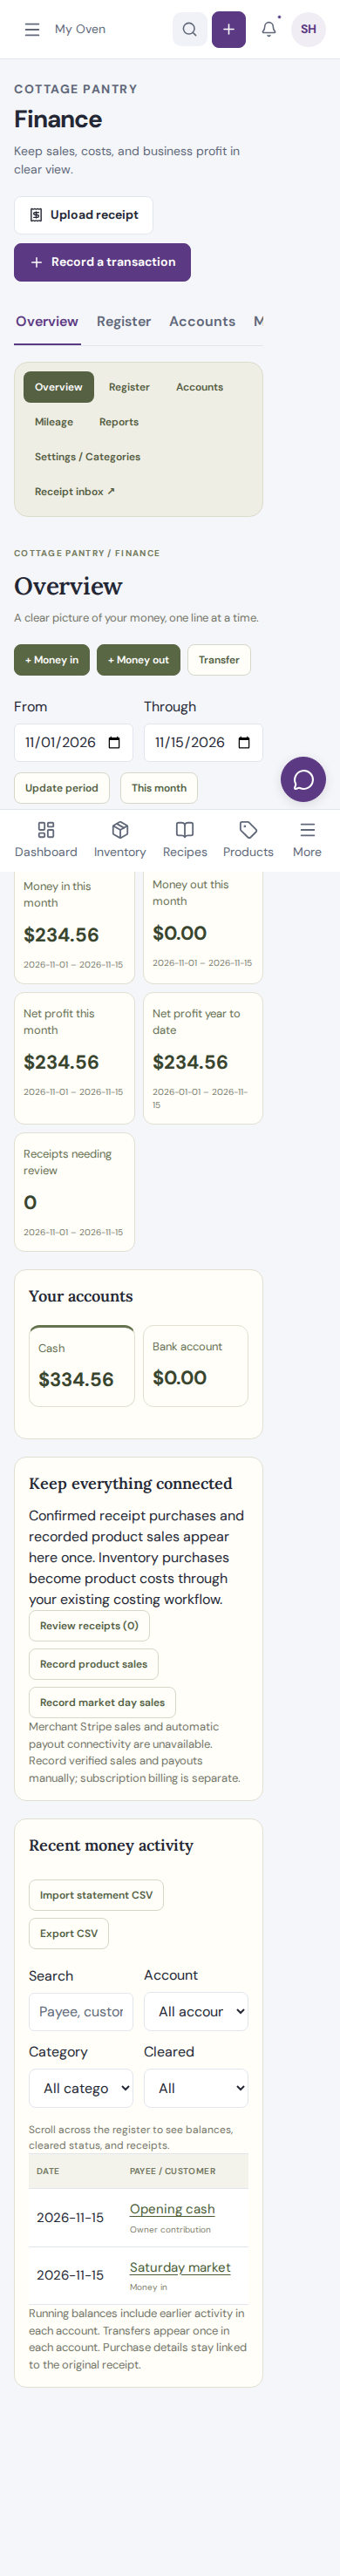 My Oven
SH
COTTAGE PANTRY
Finance
Keep sales, costs, and business profit in
clear view.
Upload receipt
Record a transaction
Overview Register Accounts M
Overview Register Accounts
Mileage Reports
Settings / Categories
Receipt inbox ↗
COTTAGE PANTRY / FINANCE
Overview
A clear picture of your money, one line at a time.
+ Money in + Money out Transfer
From Through
11/01/2026 11/15/2026
Update period This month
Dashboard Inventory Recipes Products More
Money in this
month
$234.56
2026-11-01 – 2026-11-15
Money out this
month
$0.00
2026-11-01 – 2026-11-15
Net profit this
month
$234.56
2026-11-01 – 2026-11-15
Net profit year to
date
$234.56
2026-01-01 – 2026-11-
15
Receipts needing
review
0
2026-11-01 – 2026-11-15
Your accounts
Cash
$334.56
Bank account
$0.00
Keep everything connected
Confirmed receipt purchases and
recorded product sales appear
here once. Inventory purchases
become product costs through
your existing costing workflow.
Review receipts (0)
Record product sales
Record market day sales
Merchant Stripe sales and automatic
payout connectivity are unavailable.
Record verified sales and payouts
manually; subscription billing is separate.
Recent money activity
Import statement CSV
Export CSV
Search Account
Payee, custor All accour
Category Cleared
All catego All
Scroll across the register to see balances,
cleared status, and receipts.
DATE PAYEE / CUSTOMER
2026-11-15 Opening cash
Owner contribution
2026-11-15 Saturday market
Money in
Running balances include earlier activity in
each account. Transfers appear once in
each account. Purchase details stay linked
to the original receipt.